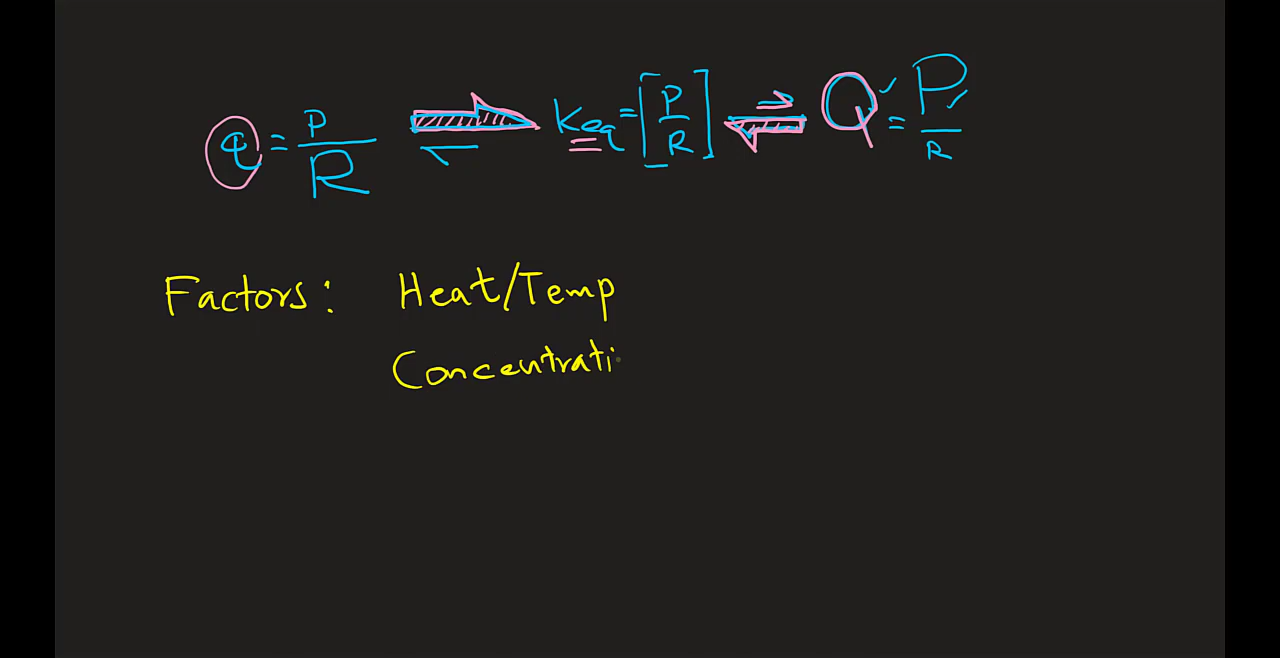 q = P/R ⟶ keq = [P/R] ⇌ Q = P/R
Factors: Heat/Temp
Concentrati